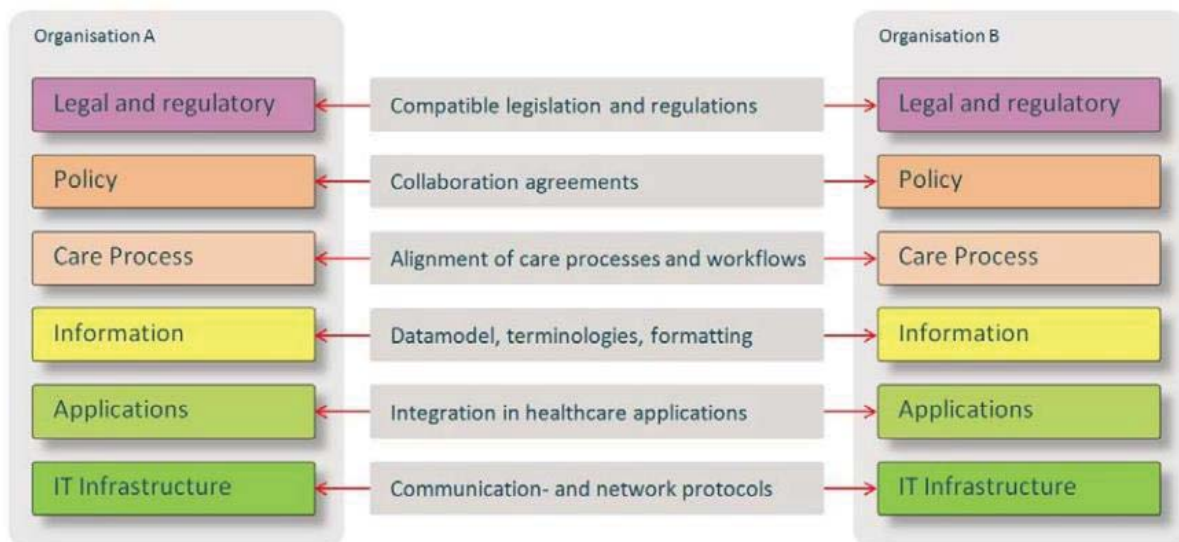 Organisation A
Organisation B
Legal and regulatory
Compatible legislation and regulations
Legal and regulatory
Policy
Collaboration agreements
Policy
Care Process
Alignment of care processes and workflows
Care Process
Information
Datamodel, terminologies, formatting
Information
Applications
Integration in healthcare applications
Applications
IT Infrastructure
Communication- and network protocols
IT Infrastructure